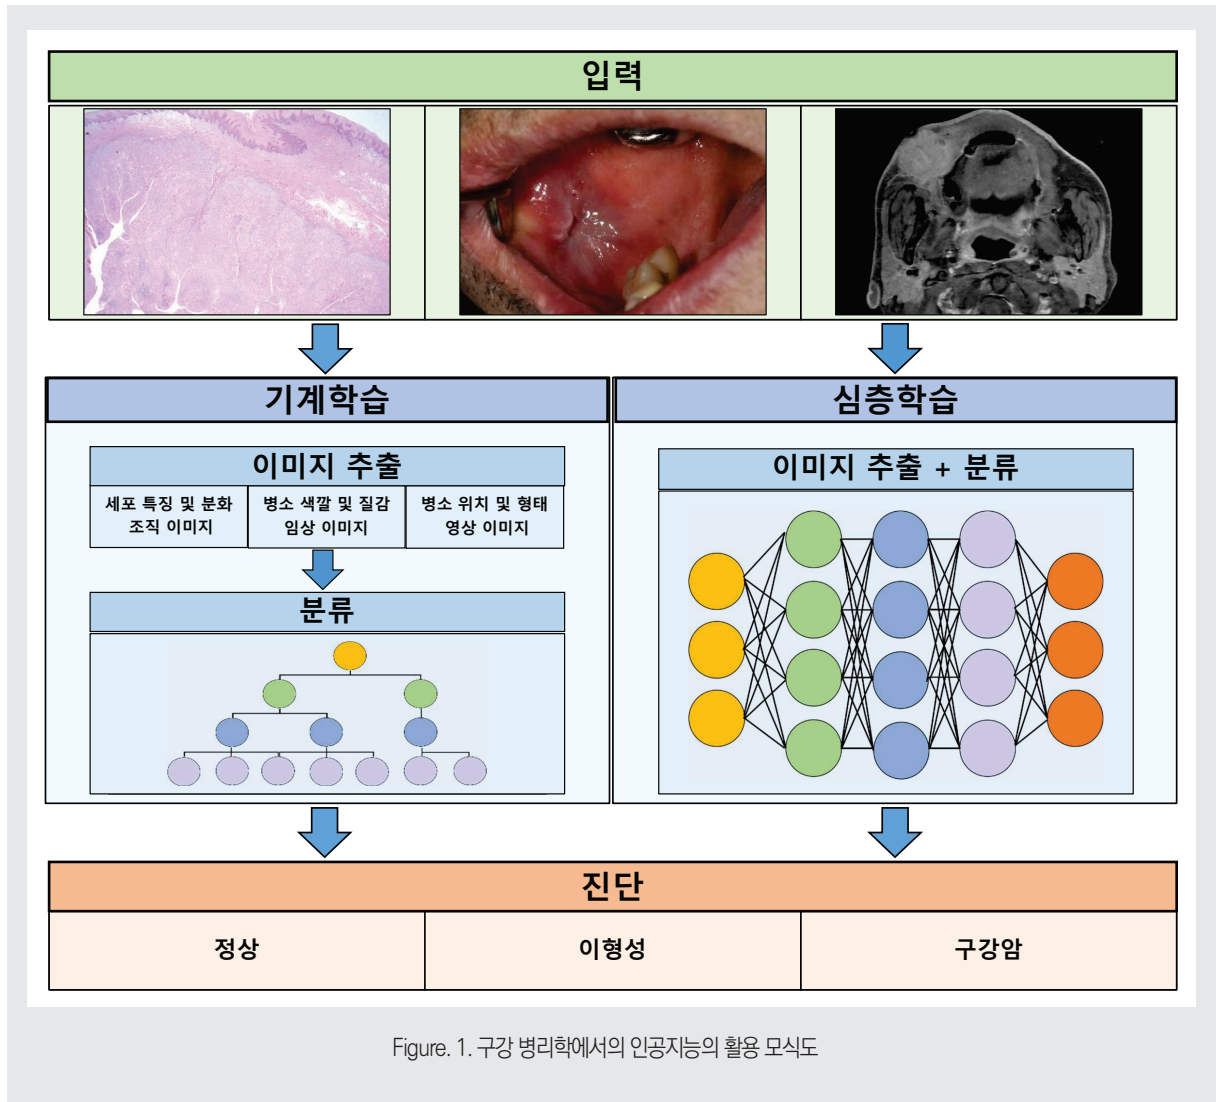 입력
기계학습
심층학습
이미지 추출
세포 특징 및 분화
조직 이미지
병소 색깔 및 질감
임상 이미지
병소 위치 및 형태
영상 이미지
분류
이미지 추출 + 분류
진단
정상
이형성
구강암
Figure. 1. 구강 병리학에서의 인공지능의 활용 모식도